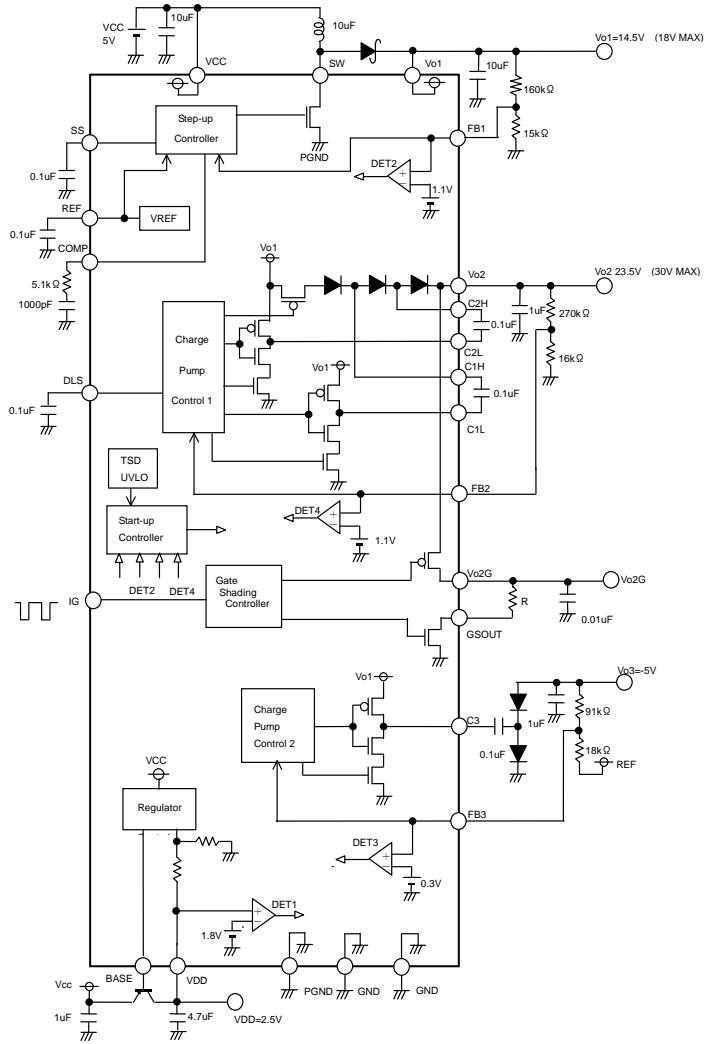 VCC
5V
10uF
10uF
Vo1=14.5V (18V MAX)
VCC
SW
Vo1
10uF
160kΩ
15kΩ
SS
Step-up
Controller
PGND
FB1
DET2
1.1V
0.1uF
REF
VREF
0.1uF
COMP
5.1kΩ
1000pF
Vo1
Vo2
Vo2 23.5V (30V MAX)
C2H
1uF
270kΩ
0.1uF
C2L
16kΩ
Charge
Pump
Control 1
Vo1
C1H
0.1uF
C1L
DLS
0.1uF
TSD
UVLO
FB2
DET4
1.1V
Start-up
Controller
DET2
DET4
IG
Gate
Shading
Controller
Vo2G
Vo2G
R
0.01uF
GSOUT
Vo3=-5V
Vo1
Charge
Pump
Control 2
C3
1uF
91kΩ
0.1uF
18kΩ
REF
VCC
Regulator
FB3
DET3
0.3V
DET1
1.8V
BASE
VDD
PGND
GND
GND
Vcc
1uF
4.7uF
VDD=2.5V